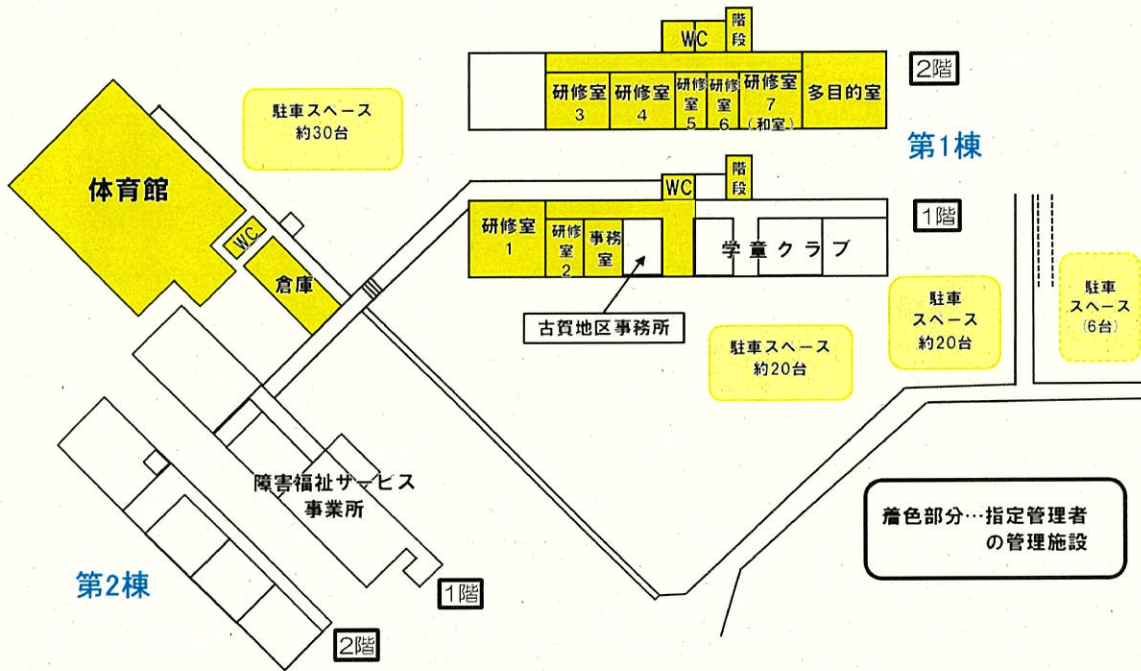 WC
階
段
2階
研修室
3
研修室
4
研修
室
5
研修
室
6
研修室
7
(和室)
多目的室
第1棟
駐車スペース
約30台
体育館
WC
倉庫
WC
階
段
1階
研修室
1
研修
室
2
事務
室
学童クラブ
古賀地区事務所
駐車スペース
約20台
駐車
スペース
約20台
駐車
スペース
(6台)
障害福祉サービス
事業所
第2棟
1階
2階
着色部分…指定管理者
の管理施設